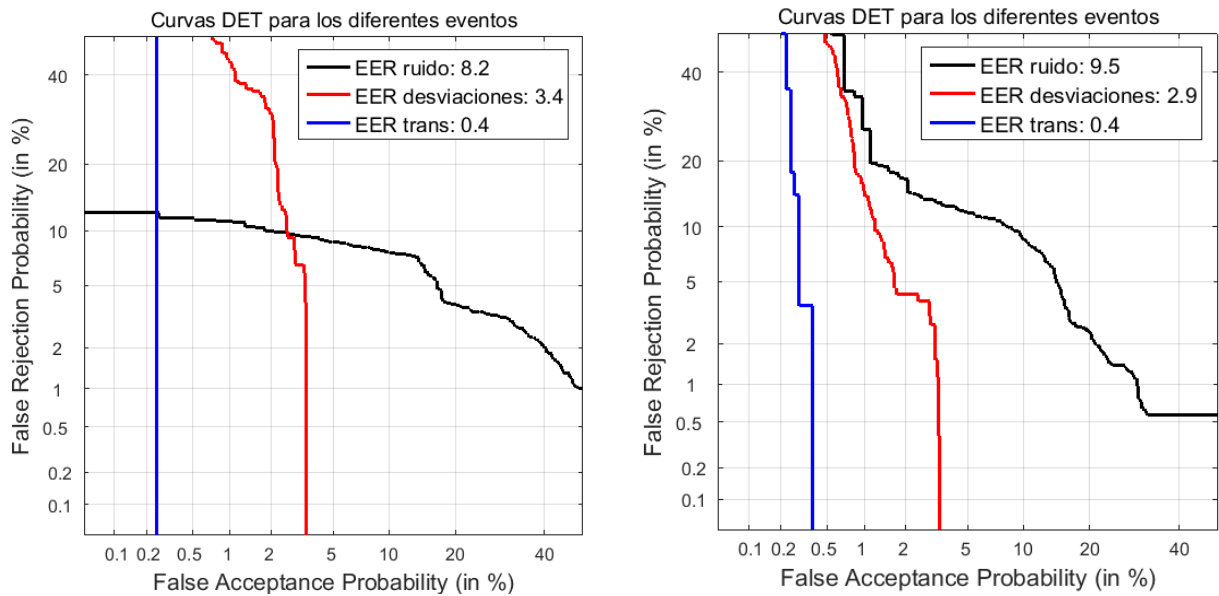 Curvas DET para los diferentes eventos
EER ruido: 8.2
EER desviaciones: 3.4
EER trans: 0.4
False Rejection Probability (in %)
40
20
10
5
2
1
0.5
0.2
0.1
0.1 0.2 0.5 1 2 5 10 20 40
False Acceptance Probability (in %)
Curvas DET para los diferentes eventos
EER ruido: 9.5
EER desviaciones: 2.9
EER trans: 0.4
False Rejection Probability (in %)
40
20
10
5
2
1
0.5
0.2
0.1
0.1 0.2 0.5 1 2 5 10 20 40
False Acceptance Probability (in %)